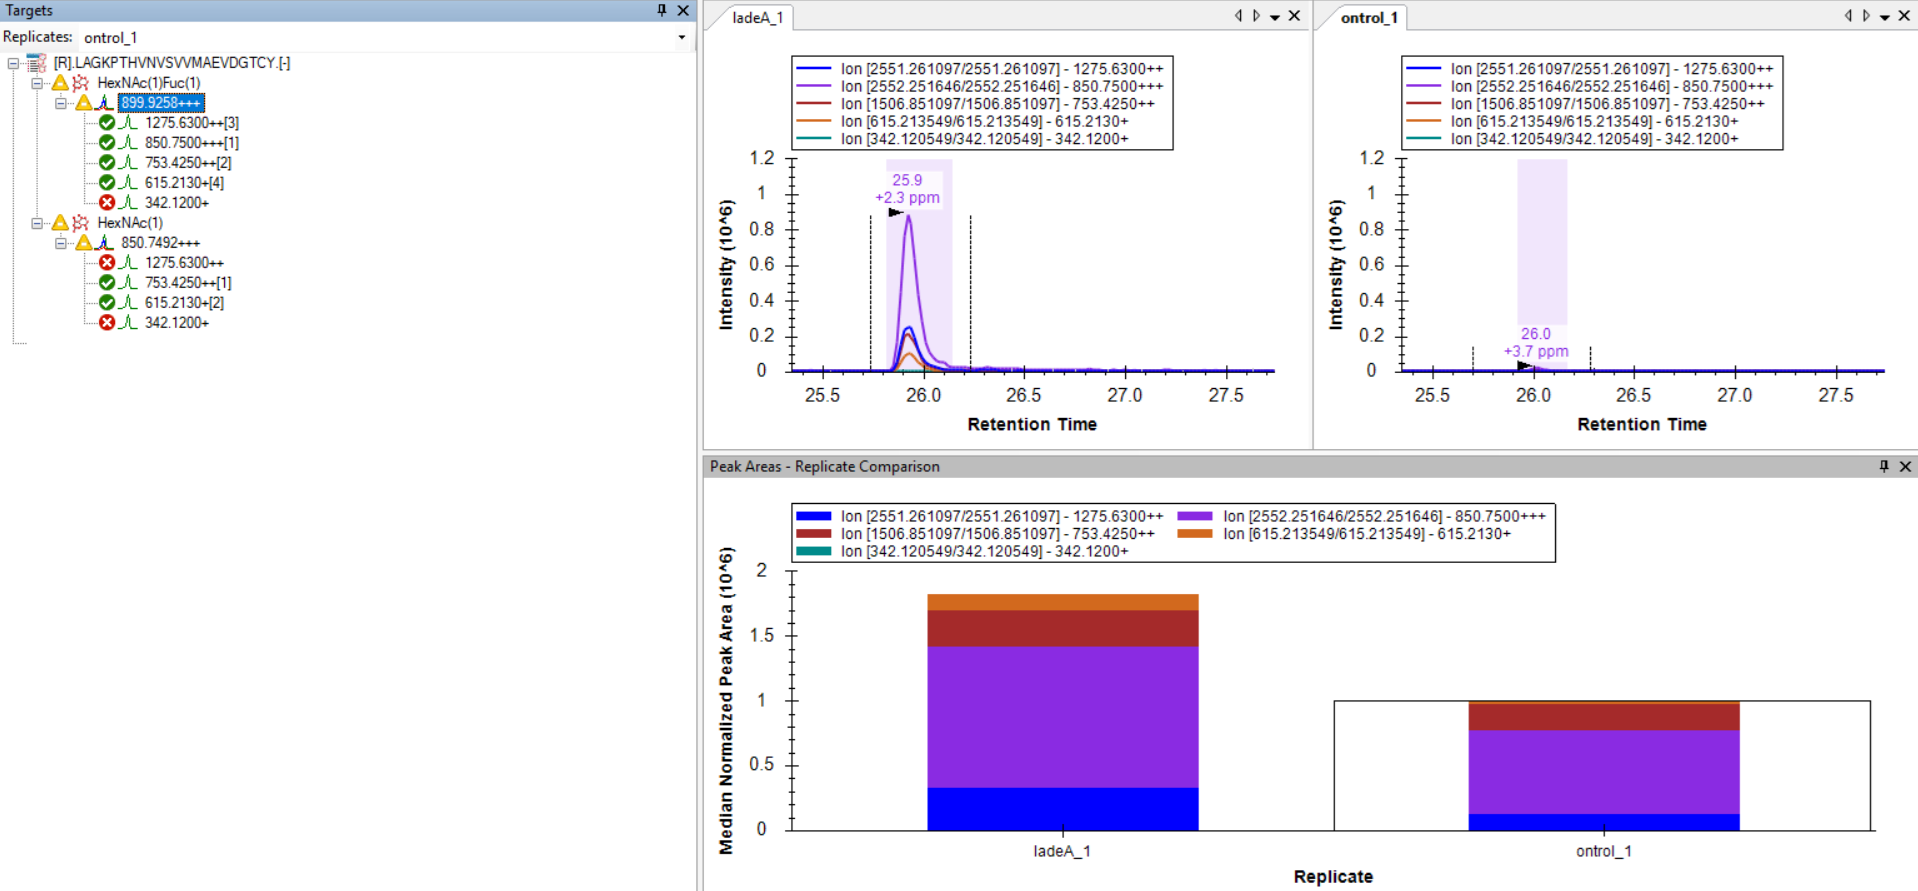 Targets
Replicates: ontrol_1
[R].LAGKPTHVNVSVVMAEVDGTCY.[-]
HexNAc(1)Fuc(1)
899.9258+++
1275.6300++[3]
850.7500+++[1]
753.4250++[2]
615.2130+[4]
342.1200+
HexNAc(1)
850.7492+++
1275.6300++
753.4250++[1]
615.2130+[2]
342.1200+
ladeA_1
Ion [2551.261097/2551.261097] - 1275.6300++
Ion [2552.251646/2552.251646] - 850.7500+++
Ion [1506.851097/1506.851097] - 753.4250++
Ion [615.213549/615.213549] - 615.2130+
Ion [342.120549/342.120549] - 342.1200+
Intensity (10^6)
1.2
1
0.8
0.6
0.4
0.2
0
25.9
+2.3 ppm
25.5 26.0 26.5 27.0 27.5
Retention Time
ontrol_1
Ion [2551.261097/2551.261097] - 1275.6300++
Ion [2552.251646/2552.251646] - 850.7500+++
Ion [1506.851097/1506.851097] - 753.4250++
Ion [615.213549/615.213549] - 615.2130+
Ion [342.120549/342.120549] - 342.1200+
Intensity (10^6)
1.2
1
0.8
0.6
0.4
0.2
0
26.0
+3.7 ppm
25.5 26.0 26.5 27.0 27.5
Retention Time
Peak Areas - Replicate Comparison
Ion [2551.261097/2551.261097] - 1275.6300++ Ion [2552.251646/2552.251646] - 850.7500+++
Ion [1506.851097/1506.851097] - 753.4250++ Ion [615.213549/615.213549] - 615.2130+
Ion [342.120549/342.120549] - 342.1200+
Median Normalized Peak Area (10^6)
2
1.5
1
0.5
0
ladeA_1 ontrol_1
Replicate